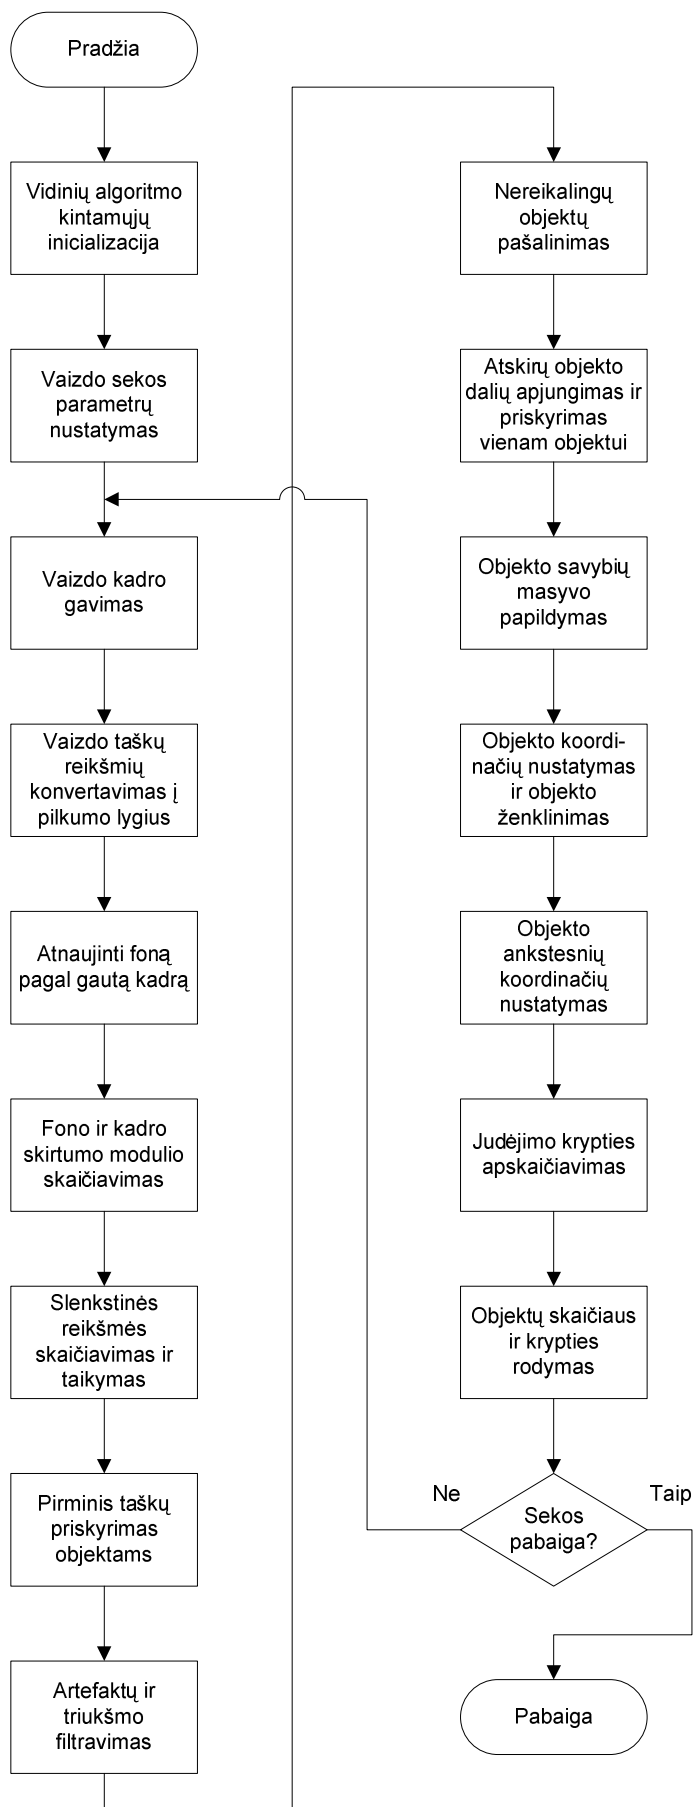 Pradžia
Vidinių algoritmo
kintamųjų
inicializacija
Vaizdo sekos
parametrų
nustatymas
Vaizdo kadro
gavimas
Vaizdo taškų
reikšmių
konvertavimas į
pilkumo lygius
Atnaujinti foną
pagal gautą kadrą
Fono ir kadro
skirtumo modulio
skaičiavimas
Slenkstinės
reikšmės
skaičiavimas ir
taikymas
Pirminis taškų
priskyrimas
objektams
Artefaktų ir
triukšmo
filtravimas
Nereikalingų
objektų
pašalinimas
Atskirų objekto
dalių apjungimas ir
priskyrimas
vienam objektui
Objekto savybių
masyvo
papildymas
Objekto koordi-
načių nustatymas
ir objekto
ženklinimas
Objekto
ankstesnių
koordinačių
nustatymas
Judėjimo krypties
apskaičiavimas
Objektų skaičiaus
ir krypties
rodymas
Ne
Taip
Sekos
pabaiga?
Pabaiga